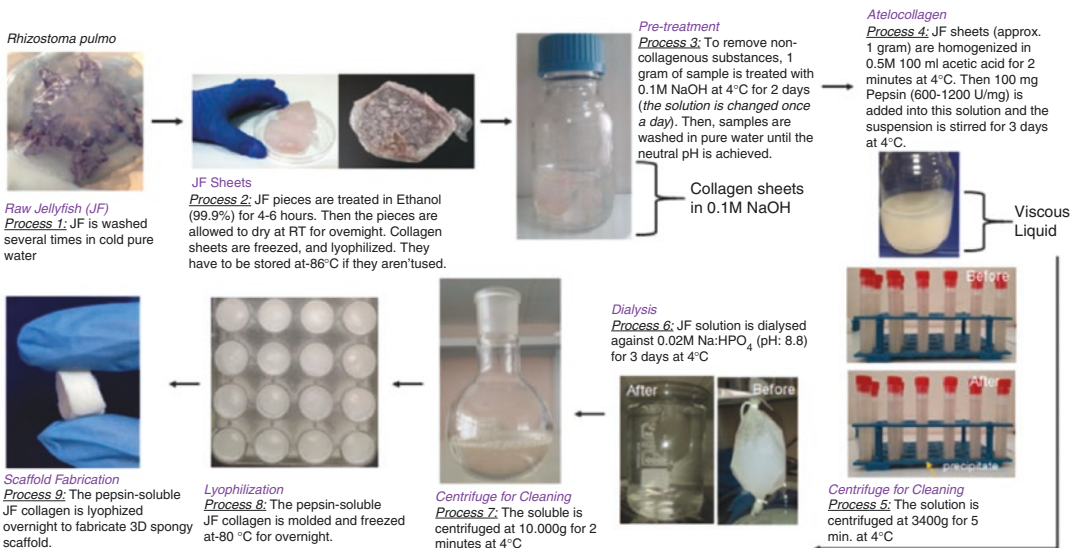 Rhizostoma pulmo
Raw Jellyfish (JF)
Process 1: JF is washed
several times in cold pure
water
JF Sheets
Process 2: JF pieces are treated in Ethanol
(99.9%) for 4-6 hours. Then the pieces are
allowed to dry at RT for ovemight. Collagen
sheets are freezed, and lyophilized. They
have to be stored at-86°C if they aren'tused.
Pre-treatment
Process 3: To remove non-
collagenous substances, 1
gram of sample is treated with
0.1M NaOH at 4°C for 2 days
(the solution is changed once
a day). Then, samples are
washed in pure water until the
neutral pH is achieved.
Collagen sheets
in 0.1M NaOH
Atelocollagen
Process 4: JF sheets (approx.
1 gram) are homogenized in
0.5M 100 ml acetic acid for 2
minutes at 4°C. Then 100 mg
Pepsin (600-1200 U/mg) is
added into this solution and the
suspension is stirred for 3 days
at 4°C.
Viscous
Liquid
Before
After
precipitate
Centrifuge for Cleaning
Process 5: The solution is
centrifuged at 3400g for 5
min. at 4°C
Dialysis
Process 6: JF solution is dialysed
against 0.02M Na:HPO4 (pH: 8.8)
for 3 days at 4°C
After
Before
Centrifuge for Cleaning
Process 7: The soluble is
centrifuged at 10.000g for 2
minutes at 4°C
Lyophilization
Process 8: The pepsin-soluble
JF collagen is molded and freezed
at-80 °C for overnight.
Scaffold Fabrication
Process 9: The pepsin-soluble
JF collagen is lyophized
overnight to fabricate 3D spongy
scaffold.